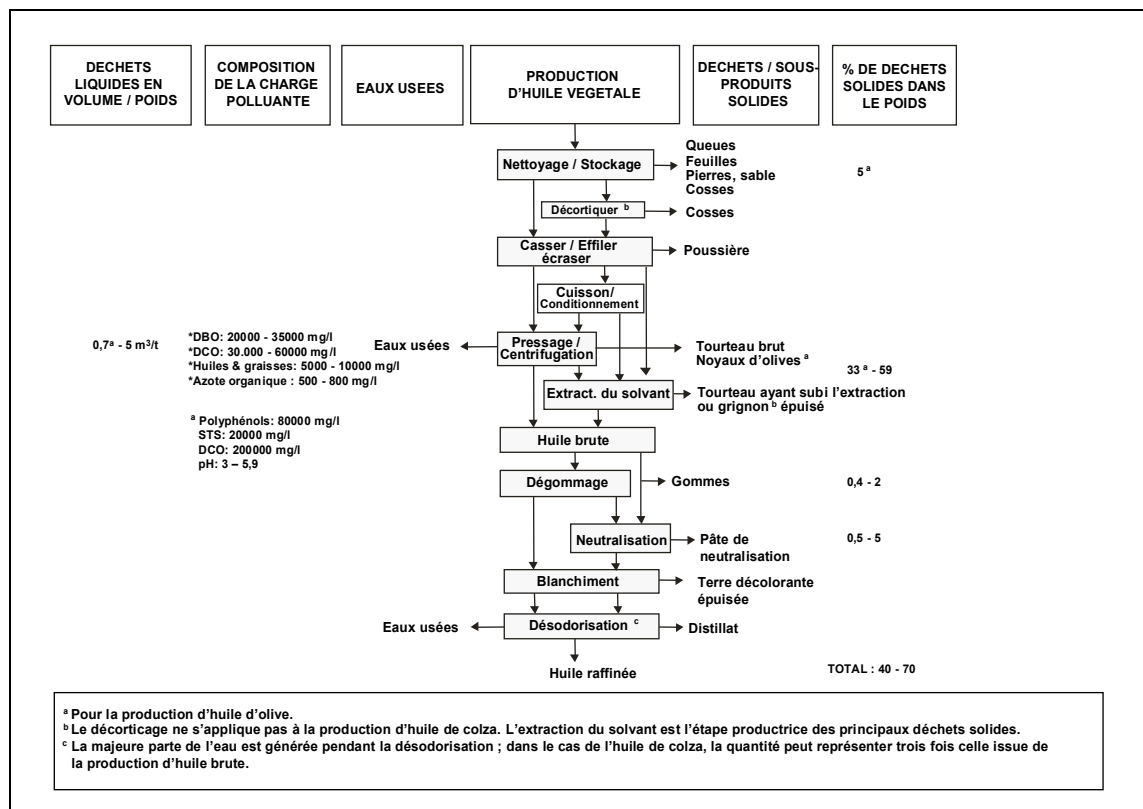 DECHETS
LIQUIDES EN
VOLUME / POIDS
COMPOSITION
DE LA CHARGE
POLLUANTE
EAUX USEES
PRODUCTION
D'HUILE VEGETALE
DECHETS / SOUS-
PRODUITS
SOLIDES
% DE DECHETS
SOLIDES DANS
LE POIDS
Nettoyage / Stockage
Queues
Feuilles
Pierres, sable
Cosses
5 ª
Décortiquer ᵇ
Cosses
Casser / Effiler
écraser
Poussière
Cuisson/
Conditionnement
0,7ª - 5 m³/t
*DBO: 20000 - 35000 mg/l
*DCO: 30.000 - 60000 mg/l
*Huiles & graisses: 5000 - 10000 mg/l
*Azote organique : 500 - 800 mg/l
ª Polyphénols: 80000 mg/l
STS: 20000 mg/l
DCO: 200000 mg/l
pH: 3 – 5,9
Eaux usées
Pressage /
Centrifugation
Tourteau brut
Noyaux d'olives ª
33 ª - 59
Extract. du solvant
Tourteau ayant subi l'extraction
ou grignon ᵇ épuisé
Huile brute
Dégommage
Gommes
0,4 - 2
Neutralisation
Pâte de
neutralisation
0,5 - 5
Blanchiment
Terre décolorante
épuisée
Eaux usées
Désodorisation ᶜ
Distillat
Huile raffinée
TOTAL : 40 - 70
ª Pour la production d'huile d'olive.
ᵇ Le décorticage ne s'applique pas à la production d'huile de colza. L'extraction du solvant est l'étape productrice des principaux déchets solides.
ᶜ La majeure parte de l'eau est générée pendant la désodorisation ; dans le cas de l'huile de colza, la quantité peut représenter trois fois celle issue de
la production d'huile brute.